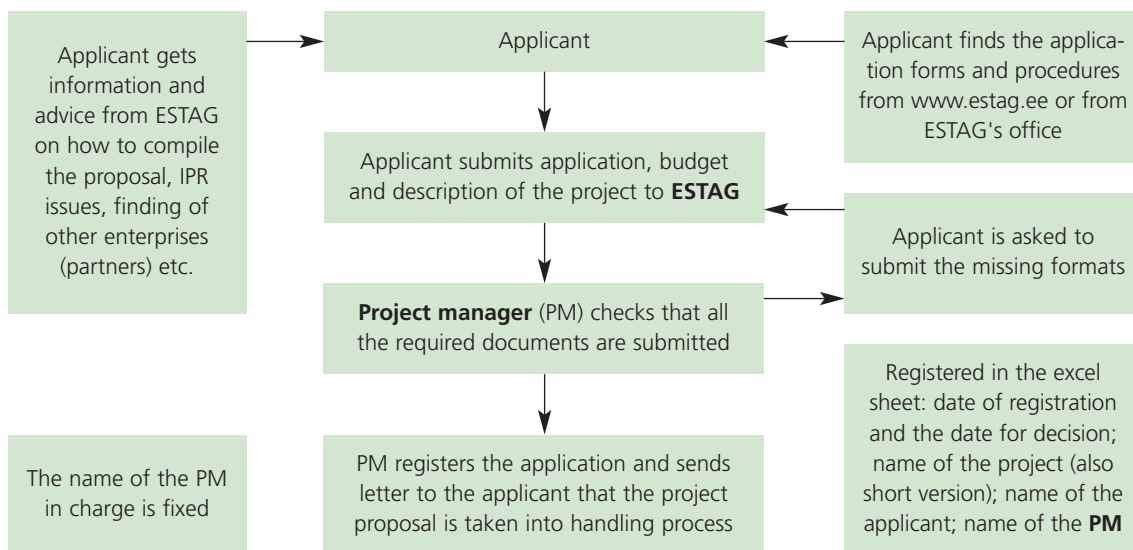 Applicant gets
information and
advice from ESTAG
on how to compile
the proposal, IPR
issues, finding of
other enterprises
(partners) etc.
Applicant
Applicant finds the applica-
tion forms and procedures
from www.estag.ee or from
ESTAG's office
Applicant submits application, budget
and description of the project to ESTAG
Applicant is asked to
submit the missing formats
Project manager (PM) checks that all
the required documents are submitted
The name of the PM
in charge is fixed
PM registers the application and sends
letter to the applicant that the project
proposal is taken into handling process
Registered in the excel
sheet: date of registration
and the date for decision;
name of the project (also
short version); name of the
applicant; name of the PM